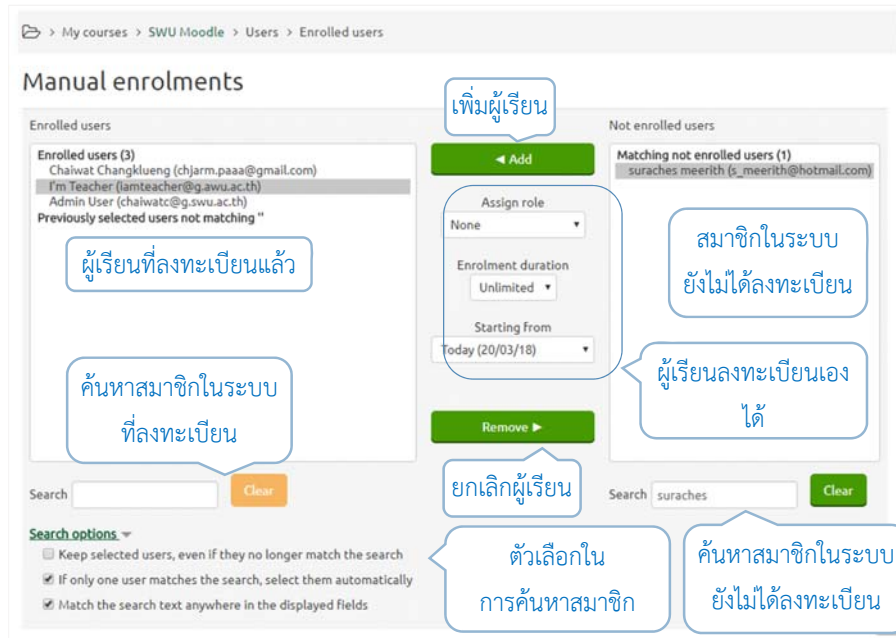 > My courses > SWU Moodle > Users > Enrolled users
Manual enrolments
เพิ่มผู้เรียน
Enrolled users
Not enrolled users
Enrolled users (3)
Chaiwat Changklueng (chjarm.paaa@gmail.com)
I'm Teacher (iamteacher@g.awu.ac.th)
Admin User (chaiwatc@g.swu.ac.th)
Previously selected users not matching ''
ผู้เรียนที่ลงทะเบียนแล้ว
◄ Add
Assign role
None
Enrolment duration
Unlimited
Starting from
Today (20/03/18)
Remove ►
Matching not enrolled users (1)
suraches meerith (s_meerith@hotmail.com)
สมาชิกในระบบ
ยังไม่ได้ลงทะเบียน
ผู้เรียนลงทะเบียนเอง
ได้
ค้นหาสมาชิกในระบบ
ที่ลงทะเบียน
ยกเลิกผู้เรียน
Search
Clear
Search suraches
Clear
Search options
Keep selected users, even if they no longer match the search
If only one user matches the search, select them automatically
Match the search text anywhere in the displayed fields
ตัวเลือกใน
การค้นหาสมาชิก
ค้นหาสมาชิกในระบบ
ยังไม่ได้ลงทะเบียน